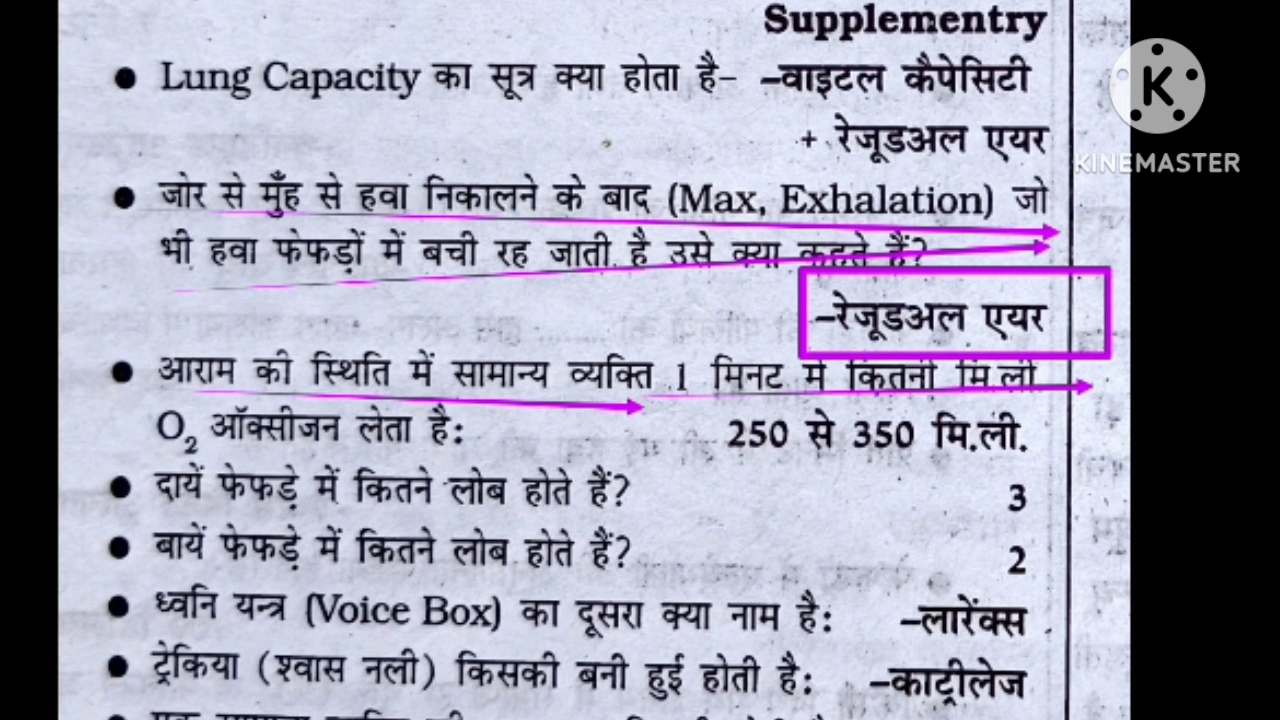 Supplementry
● Lung Capacity का सूत्र क्या होता है– –वाइटल कैपेसिटी
+ रेजूडअल एयर
● जोर से मुँह से हवा निकालने के बाद (Max, Exhalation) जो
भी हवा फेफड़ों में बची रह जाती है उसे क्या कहते हैं?
–रेजूडअल एयर
● आराम की स्थिति में सामान्य व्यक्ति 1 मिनट में कितनी मि.ली
O₂ ऑक्सीजन लेता है: 250 से 350 मि.ली.
● दायें फेफड़े में कितने लोब होते हैं? 3
● बायें फेफड़े में कितने लोब होते हैं? 2
● ध्वनि यन्त्र (Voice Box) का दूसरा क्या नाम है: –लारेंक्स
● ट्रेकिया (श्वास नली) किसकी बनी हुई होती है: –काट्रीलेज
K
KINEMASTER